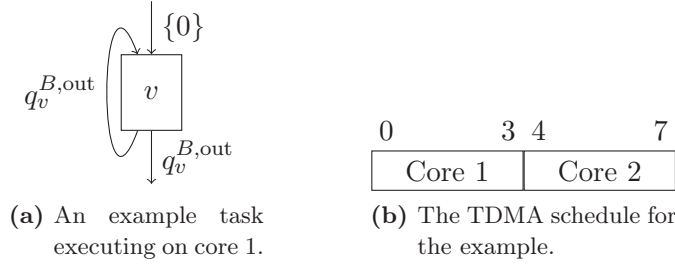 {0}
q_v^{B,out}
v
q_v^{B,out}
0 3 4 7
Core 1 Core 2
(a) An example task
executing on core 1.
(b) The TDMA schedule for
the example.